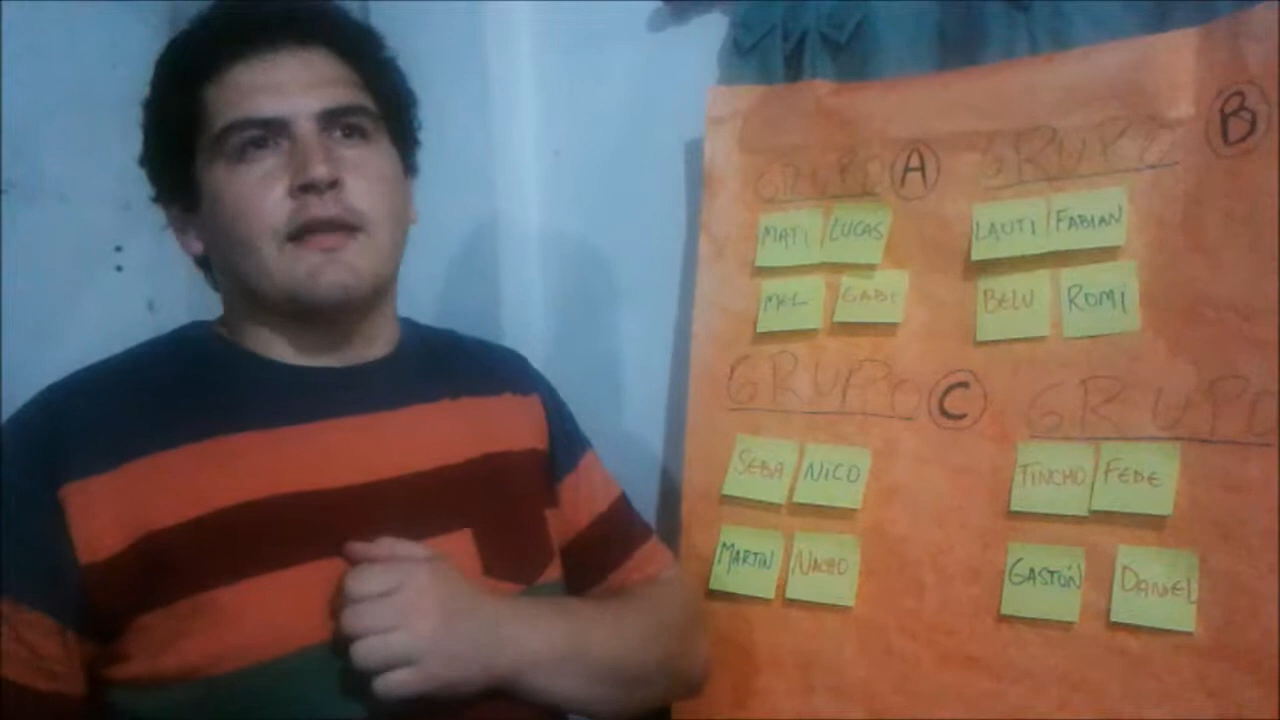 GRUPO A GRUPO B
MATI LUCAS LAUTI FABIAN
MEL GABI BELU ROMI
GRUPO C GRUPO
SEBA NICO TINCHO FEDE
MARTIN NACHO GASTÓN DANIEL